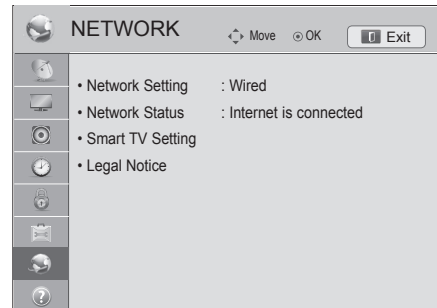 NETWORK Move OK Exit
• Network Setting : Wired
• Network Status : Internet is connected
• Smart TV Setting
• Legal Notice